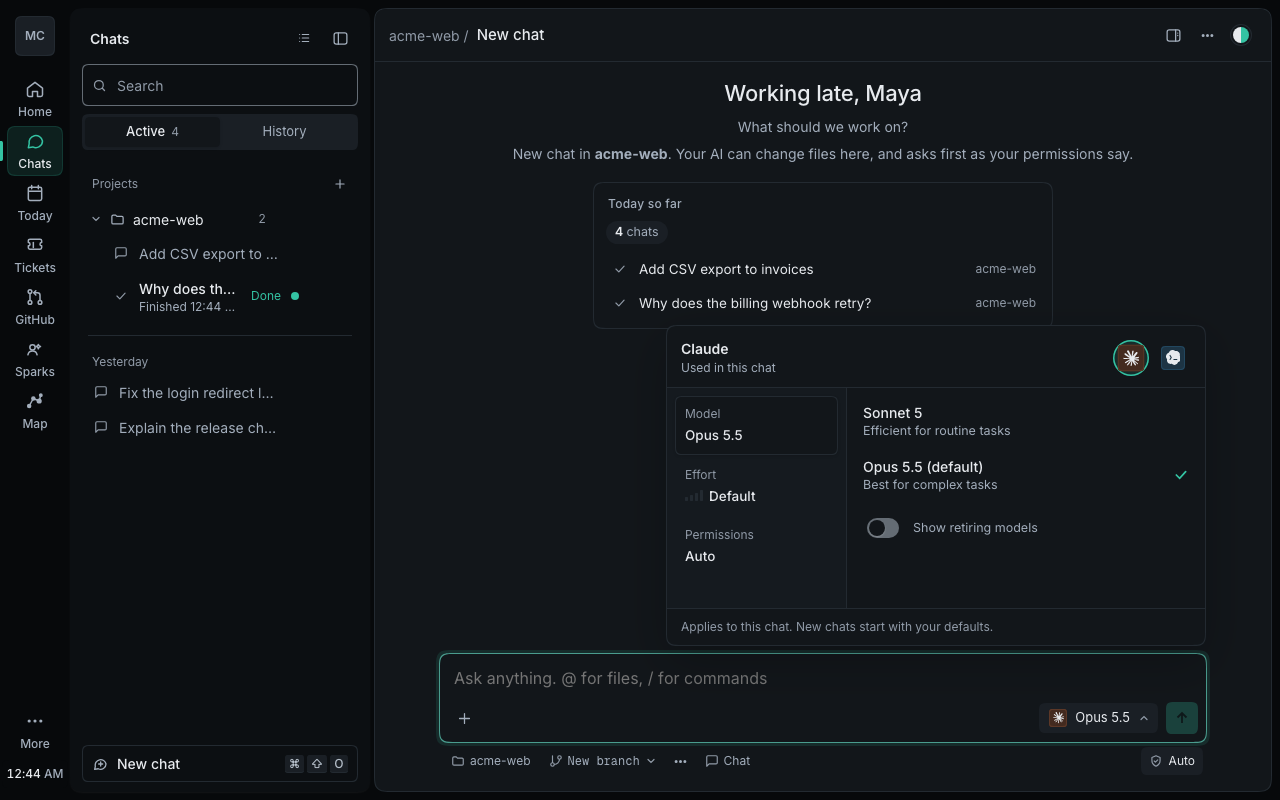 MC
Home
Chats
Today
Tickets
GitHub
Sparks
Map
More
12:44 AM
Chats
Search
Active 4
History
Projects
acme-web 2
Add CSV export to ...
Why does th... Done
Finished 12:44 ...
Yesterday
Fix the login redirect l...
Explain the release ch...
New chat ⌘ ⇧ O
acme-web / New chat
Working late, Maya
What should we work on?
New chat in acme-web. Your AI can change files here, and asks first as your permissions say.
Today so far
4 chats
Add CSV export to invoices acme-web
Why does the billing webhook retry? acme-web
Claude
Used in this chat
Model
Opus 5.5
Effort
Default
Permissions
Auto
Sonnet 5
Efficient for routine tasks
Opus 5.5 (default)
Best for complex tasks
Show retiring models
Applies to this chat. New chats start with your defaults.
Ask anything. @ for files, / for commands
Opus 5.5
acme-web New branch ••• Chat Auto